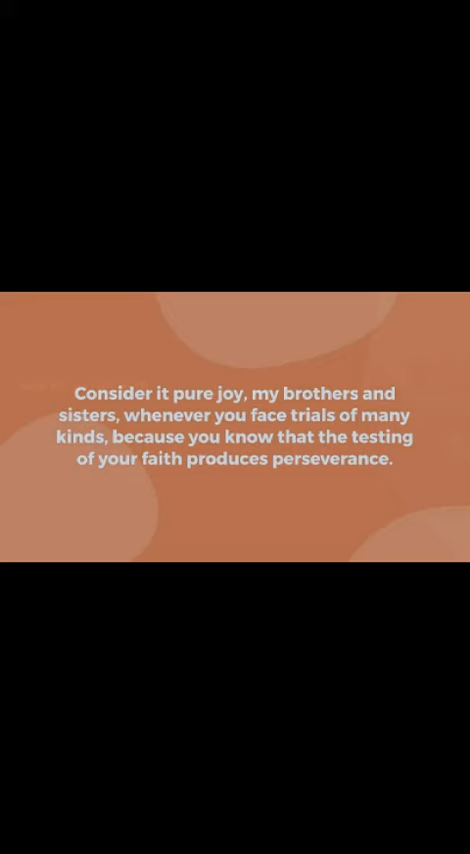 Consider it pure joy, my brothers and
sisters, whenever you face trials of many
kinds, because you know that the testing
of your faith produces perseverance.